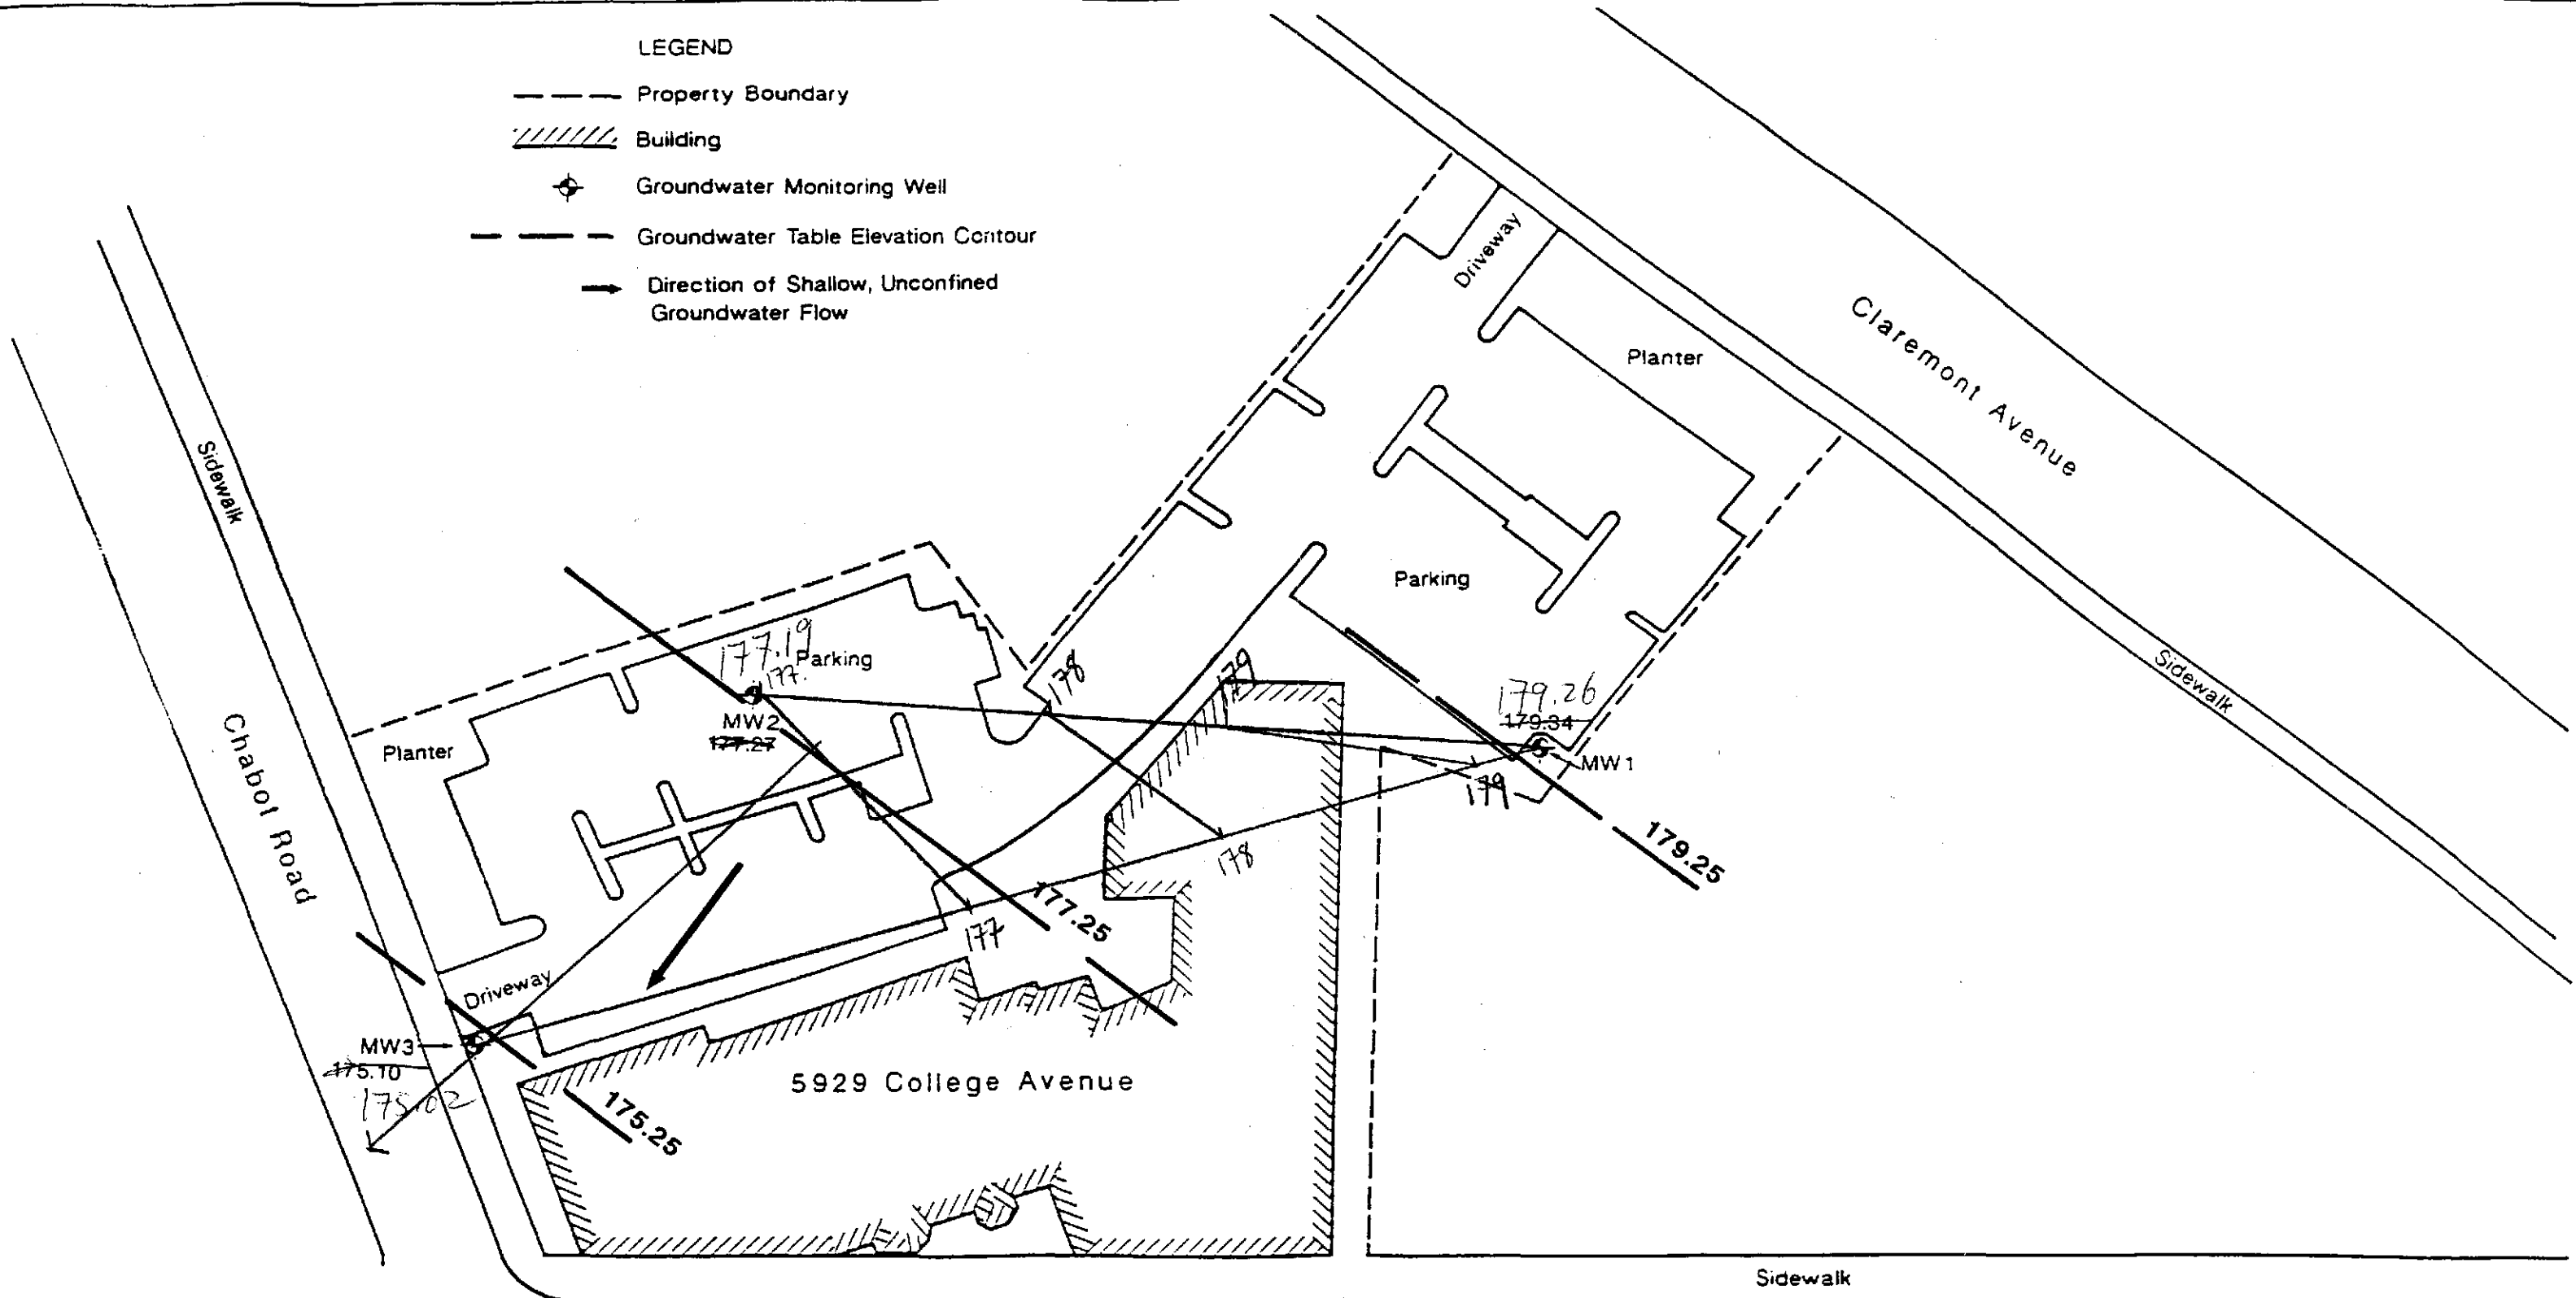 LEGEND
Property Boundary
Building
Groundwater Monitoring Well
Groundwater Table Elevation Contour
Direction of Shallow, Unconfined
Groundwater Flow
Driveway
Planter
Claremont Avenue
Sidewalk
Sidewalk
Parking
177.19
Parking
177.
178
179
179.26
179.34
MW1
179
MW2
177.27
Planter
Chabot Road
178
179.25
177.25
177
Driveway
MW3
175.10
175.02
5929 College Avenue
175.25
Sidewalk